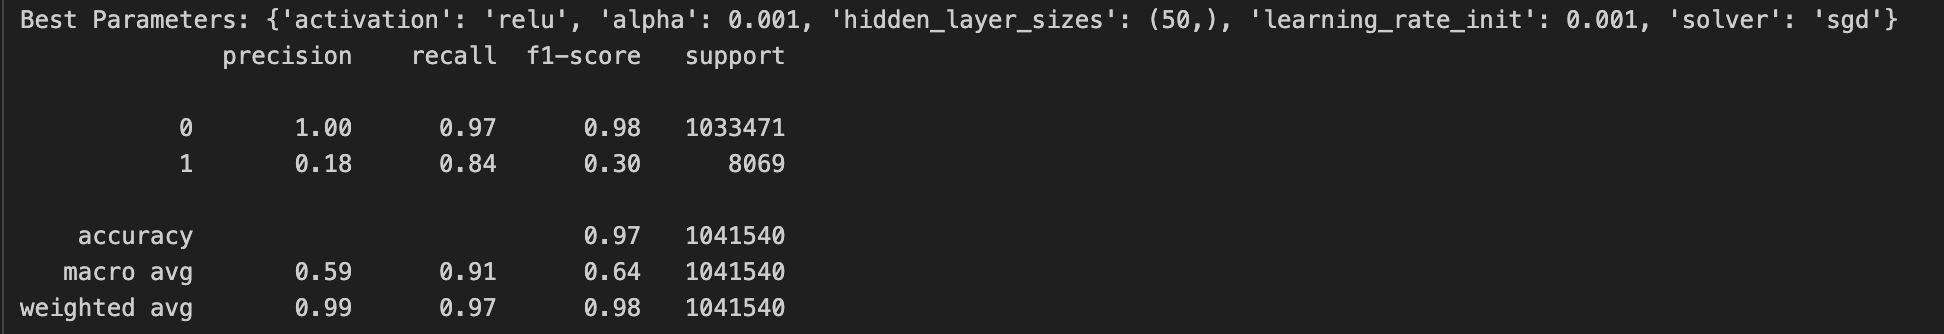 Best Parameters: {'activation': 'relu', 'alpha': 0.001, 'hidden_layer_sizes': (50,), 'learning_rate_init': 0.001, 'solver': 'sgd'}
precision recall f1-score support
0 1.00 0.97 0.98 1033471
1 0.18 0.84 0.30 8069
accuracy 0.97 1041540
macro avg 0.59 0.91 0.64 1041540
weighted avg 0.99 0.97 0.98 1041540